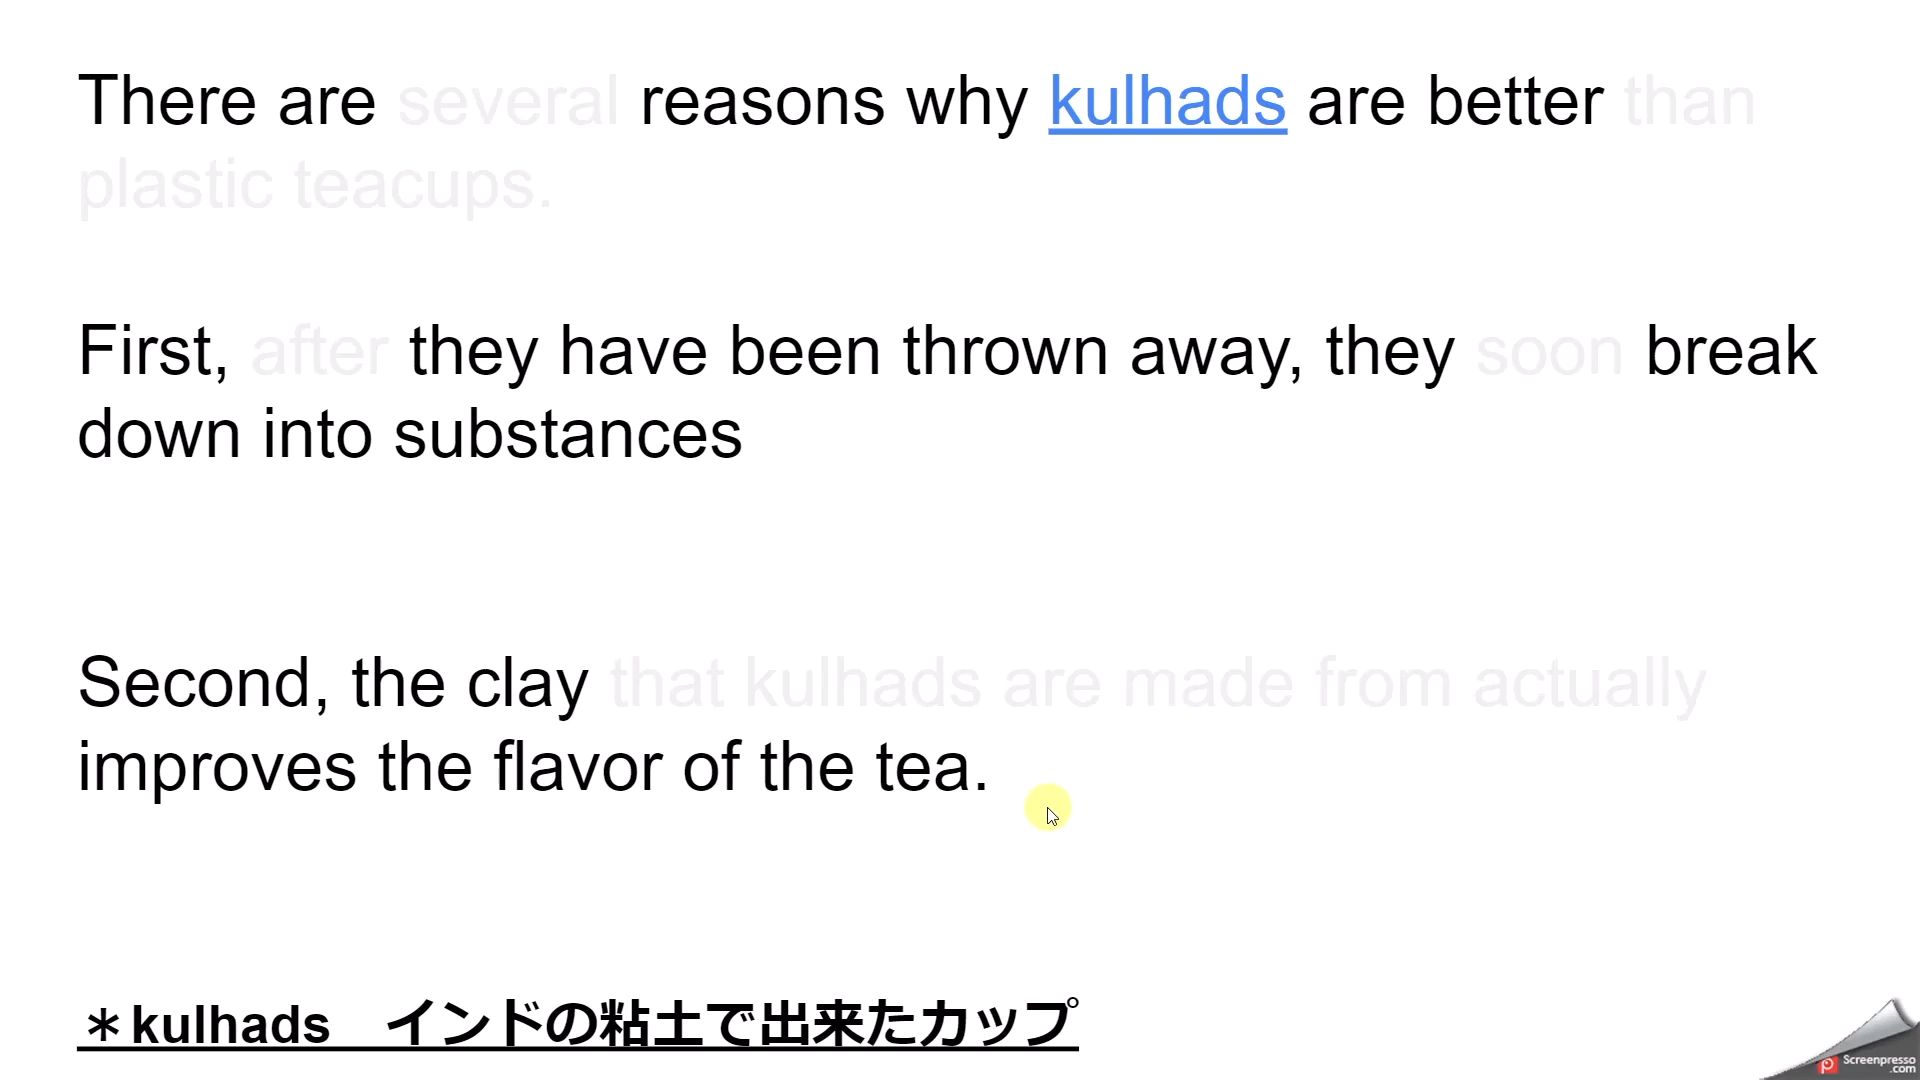 There are several reasons why kulhads are better than
plastic teacups.
First, after they have been thrown away, they soon break
down into substances
Second, the clay that kulhads are made from actually
improves the flavor of the tea.
＊kulhads　インドの粘土で出来たカップ
Screenpresso
.com